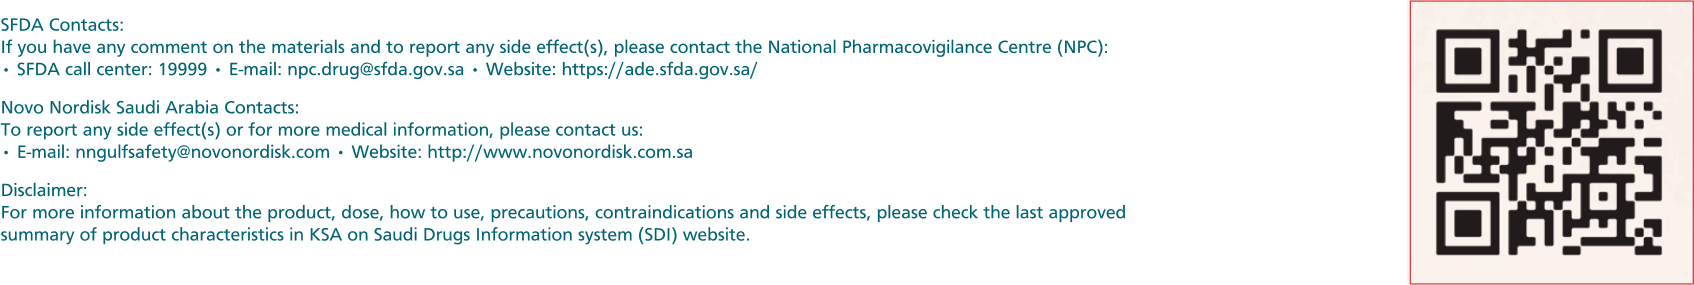 SFDA Contacts:
If you have any comment on the materials and to report any side effect(s), please contact the National Pharmacovigilance Centre (NPC):
• SFDA call center: 19999 • E-mail: npc.drug@sfda.gov.sa • Website: https://ade.sfda.gov.sa/
Novo Nordisk Saudi Arabia Contacts:
To report any side effect(s) or for more medical information, please contact us:
• E-mail: nngulfsafety@novonordisk.com • Website: http://www.novonordisk.com.sa
Disclaimer:
For more information about the product, dose, how to use, precautions, contraindications and side effects, please check the last approved
summary of product characteristics in KSA on Saudi Drugs Information system (SDI) website.